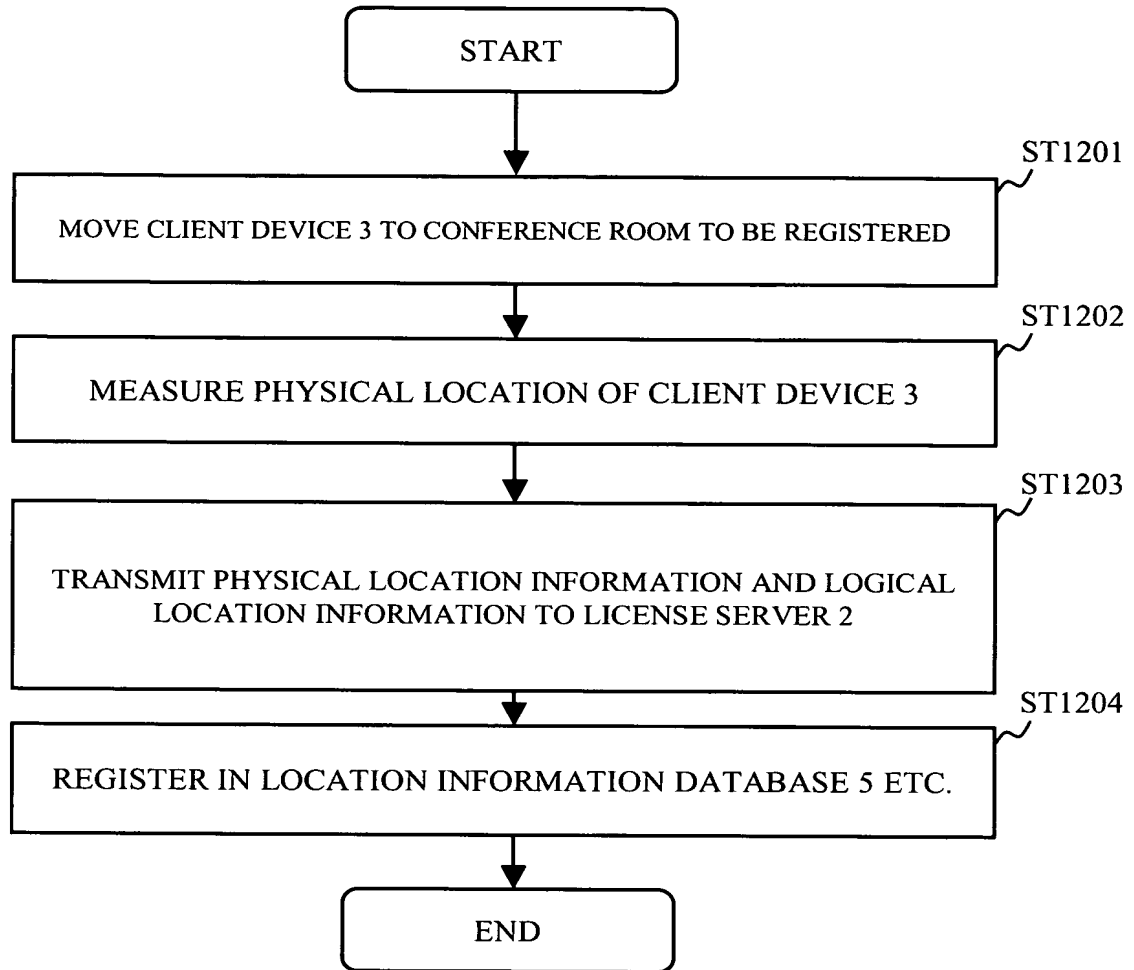 START
ST1201
MOVE CLIENT DEVICE 3 TO CONFERENCE ROOM TO BE REGISTERED
ST1202
MEASURE PHYSICAL LOCATION OF CLIENT DEVICE 3
ST1203
TRANSMIT PHYSICAL LOCATION INFORMATION AND LOGICAL
LOCATION INFORMATION TO LICENSE SERVER 2
ST1204
REGISTER IN LOCATION INFORMATION DATABASE 5 ETC.
END